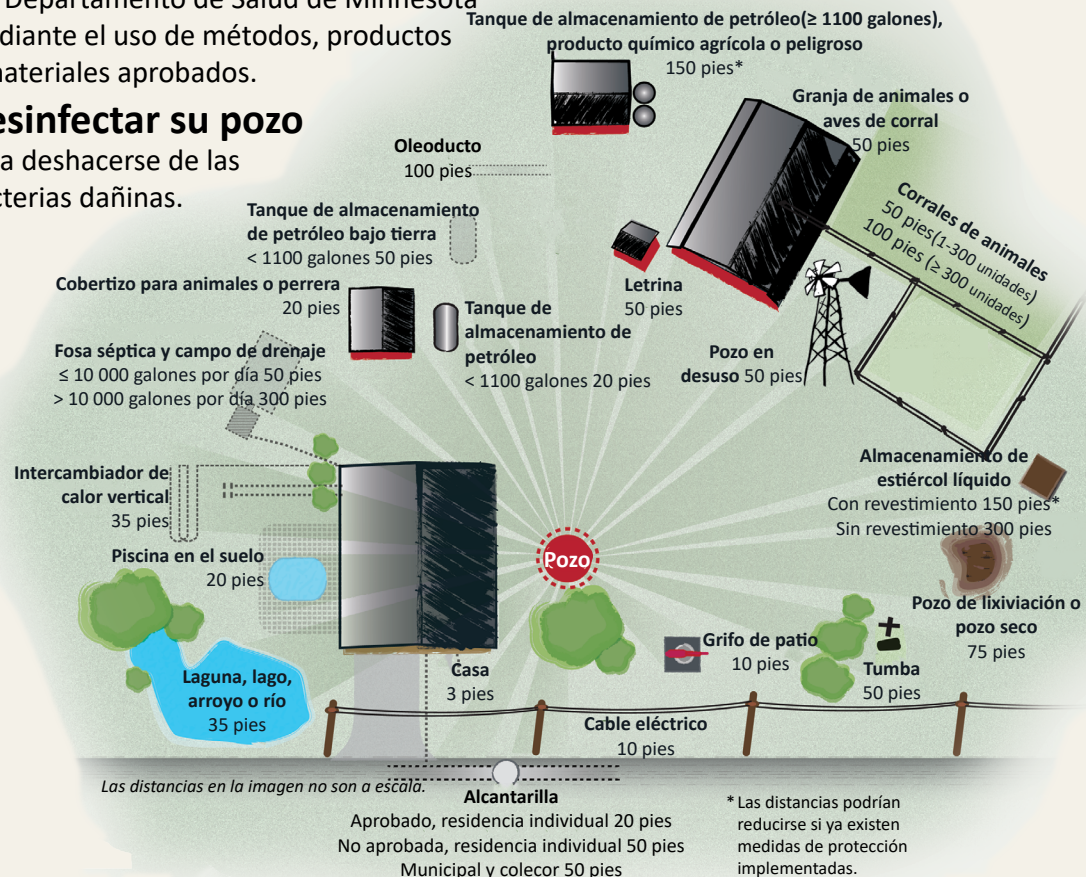 Departamento de Salud de Minnesota
diante el uso de métodos, productos
materiales aprobados.
esinfectar su pozo
a deshacerse de las
cterias dañinas.
Tanque de almacenamiento de petróleo(≥ 1100 galones),
producto químico agrícola o peligroso
150 pies*
Granja de animales o
aves de corral
50 pies
Oleoducto
100 pies
Corrales de animales
50 pies(1-300 unidades)
100 pies (≥ 300 unidades)
Tanque de almacenamiento
de petróleo bajo tierra
< 1100 galones 50 pies
Cobertizo para animales o perrera
20 pies
Letrina
50 pies
Tanque de
almacenamiento de
petróleo
< 1100 galones 20 pies
Fosa séptica y campo de drenaje
≤ 10 000 galones por día 50 pies
> 10 000 galones por día 300 pies
Pozo en
desuso 50 pies
Intercambiador de
calor vertical
35 pies
Almacenamiento de
estiércol líquido
Con revestimiento 150 pies*
Sin revestimiento 300 pies
Piscina en el suelo
20 pies
Pozo
Pozo de lixiviación o
pozo seco
75 pies
Grifo de patio
10 pies
Tumba
50 pies
Casa
3 pies
Laguna, lago,
arroyo o río
35 pies
Cable eléctrico
10 pies
Las distancias en la imagen no son a escala.
Alcantarilla
Aprobado, residencia individual 20 pies
No aprobada, residencia individual 50 pies
Municipal y colecor 50 pies
* Las distancias podrían
reducirse si ya existen
medidas de protección
implementadas.